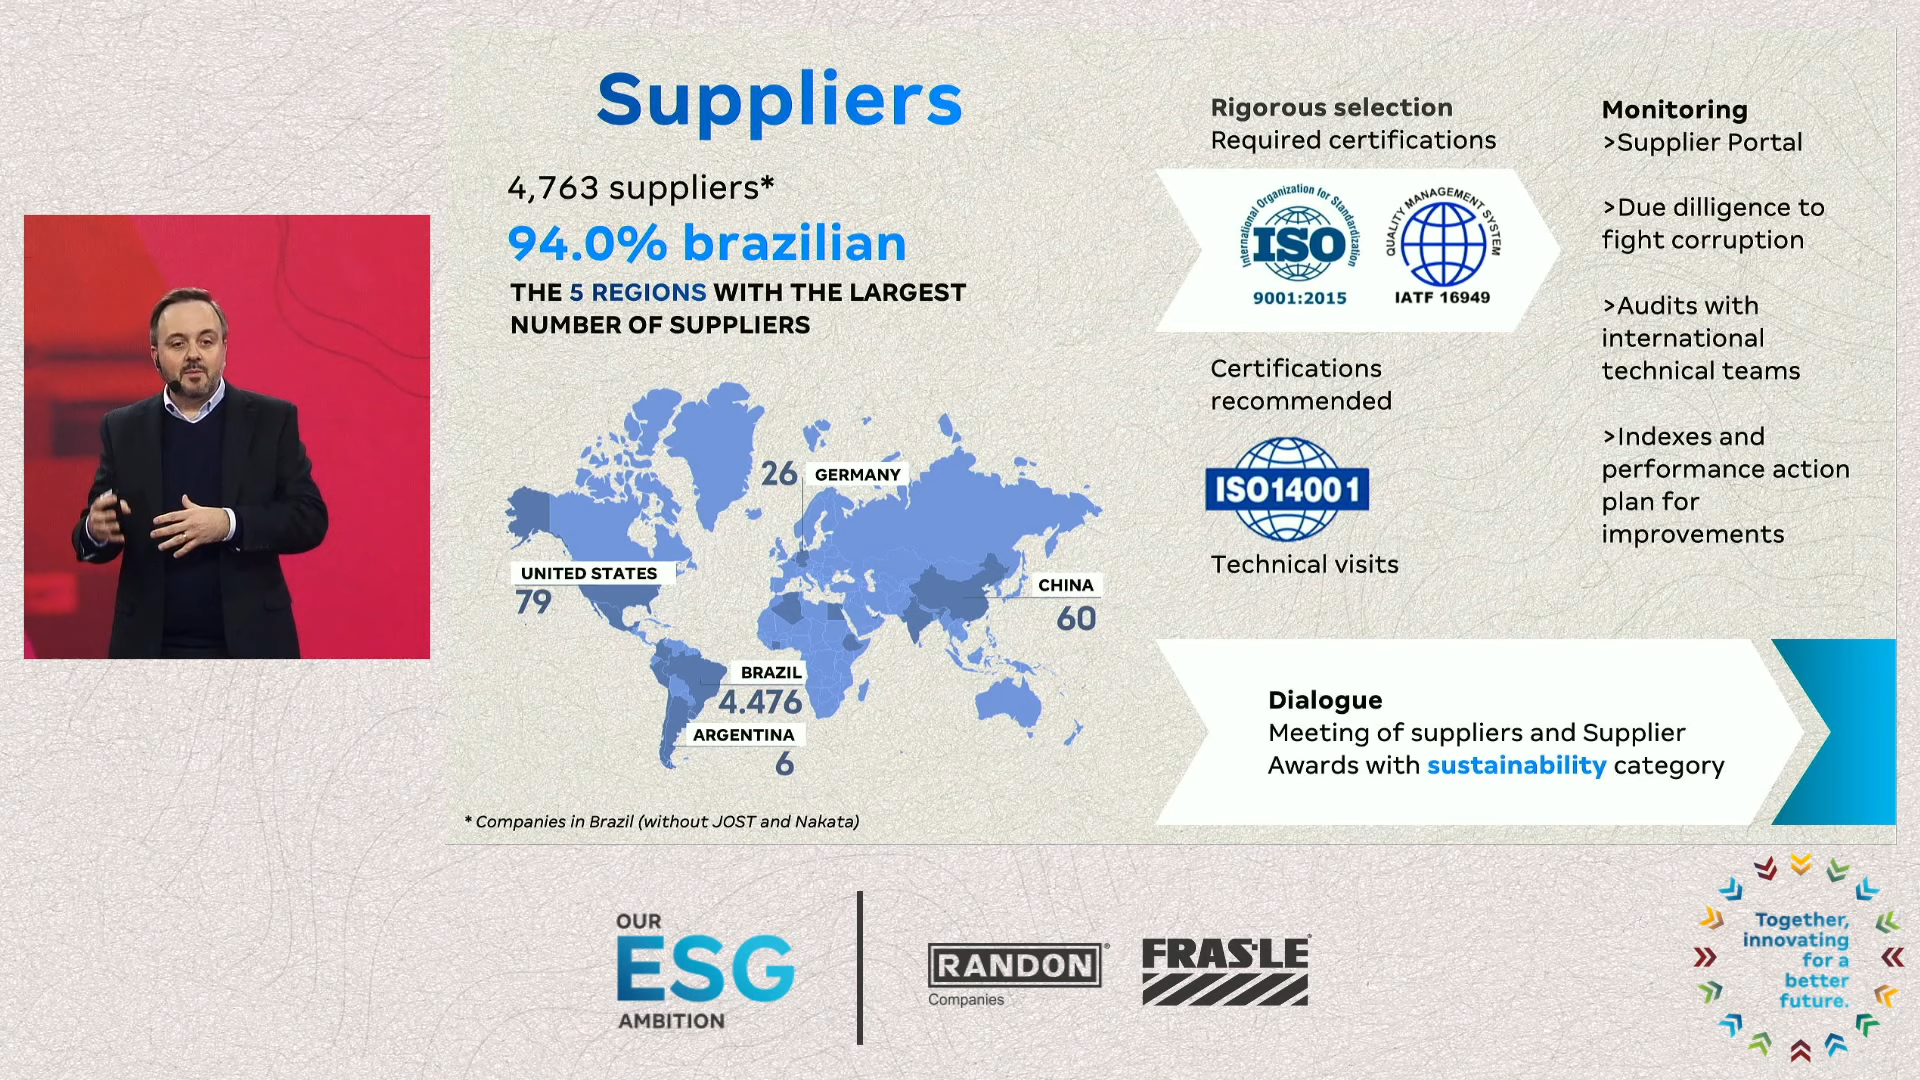 Suppliers
4,763 suppliers*
94.0% brazilian
THE 5 REGIONS WITH THE LARGEST
NUMBER OF SUPPLIERS
26 GERMANY
UNITED STATES
79
CHINA
60
BRAZIL
4.476
ARGENTINA
6
* Companies in Brazil (without JOST and Nakata)
Rigorous selection
Required certifications
International Organization for Standardization
ISO
9001:2015
QUALITY MANAGEMENT SYSTEM
IATF 16949
Certifications
recommended
ISO14001
Technical visits
Monitoring
>Supplier Portal
>Due dilligence to
fight corruption
>Audits with
international
technical teams
>Indexes and
performance action
plan for
improvements
Dialogue
Meeting of suppliers and Supplier
Awards with sustainability category
OUR
ESG
AMBITION
RANDON
Companies
FRAS-LE
Together,
innovating
for a
better
future.